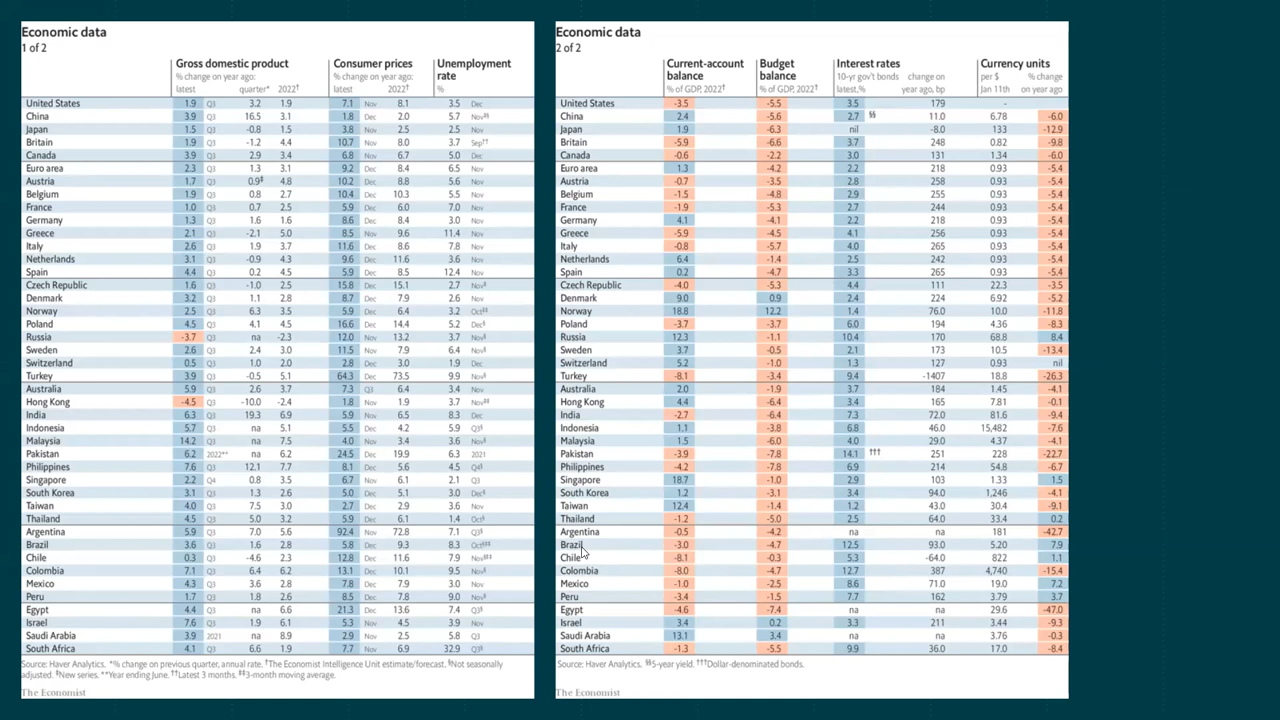 Economic data
1 of 2
Gross domestic product Consumer prices Unemployment
% change on year ago: % change on year ago: rate
latest quarter* 2022† latest 2022† %
United States 1.9 Q3 3.2 1.9 7.1 Nov 8.1 3.5 Dec
China 3.9 Q3 16.5 3.1 1.8 Dec 2.0 5.7 Nov‡§
Japan 1.5 Q3 -0.8 1.5 3.8 Nov 2.5 2.5 Nov
Britain 1.9 Q3 -1.2 4.4 10.7 Nov 8.0 3.7 Sep††
Canada 3.9 Q3 2.9 3.4 6.8 Nov 6.7 5.0 Dec
Euro area 2.3 Q3 1.3 3.1 9.2 Dec 8.4 6.5 Nov
Austria 1.7 Q3 0.9‡ 4.8 10.2 Dec 8.8 5.6 Nov
Belgium 1.9 Q3 0.8 2.7 10.4 Dec 10.3 5.5 Nov
France 1.0 Q3 0.7 2.5 5.9 Dec 6.0 7.0 Nov
Germany 1.3 Q3 1.6 1.6 8.6 Dec 8.4 3.0 Nov
Greece 2.1 Q3 -2.1 5.0 8.5 Nov 9.6 11.4 Nov
Italy 2.6 Q3 1.9 3.7 11.6 Dec 8.6 7.8 Nov
Netherlands 3.1 Q3 -0.9 4.3 9.6 Dec 11.6 3.6 Nov
Spain 4.4 Q3 0.2 4.5 5.9 Dec 8.5 12.4 Nov
Czech Republic 1.6 Q3 -1.0 2.5 15.8 Dec 15.1 2.7 Nov‡
Denmark 3.2 Q3 1.1 2.8 8.7 Dec 7.9 2.6 Nov
Norway 2.5 Q3 6.3 3.5 5.9 Dec 6.4 3.2 Oct‡‡
Poland 4.5 Q3 4.1 4.5 16.6 Dec 14.4 5.2 Dec§
Russia -3.7 Q3 na -2.3 12.0 Nov 13.2 3.7 Nov§
Sweden 2.6 Q3 2.4 3.0 11.5 Nov 7.9 6.4 Nov§
Switzerland 0.5 Q3 1.0 2.0 2.8 Dec 3.0 1.9 Dec
Turkey 3.9 Q3 -0.5 5.1 64.3 Dec 73.5 9.9 Nov§
Australia 5.9 Q3 2.6 3.7 7.3 Q3 6.4 3.4 Nov
Hong Kong -4.5 Q3 -10.0 -2.4 1.8 Nov 1.9 3.7 Nov‡‡
India 6.3 Q3 19.3 6.9 5.9 Nov 6.5 8.3 Dec
Indonesia 5.7 Q3 na 5.1 5.5 Dec 4.2 5.9 Q3§
Malaysia 14.2 Q3 na 7.5 4.0 Nov 3.4 3.6 Nov§
Pakistan 6.2 2022** na 6.2 24.5 Dec 19.9 6.3 2021
Philippines 7.6 Q3 12.1 7.7 8.1 Dec 5.6 4.5 Q4§
Singapore 2.2 Q4 0.8 3.5 6.7 Nov 6.1 2.1 Q3
South Korea 3.1 Q3 1.3 2.6 5.0 Dec 5.1 3.0 Dec§
Taiwan 4.0 Q3 7.5 3.0 2.7 Dec 2.9 3.6 Nov
Thailand 4.5 Q3 5.0 3.2 5.9 Dec 6.1 1.4 Oct§
Argentina 5.9 Q3 7.0 5.6 92.4 Nov 72.8 7.1 Q3§
Brazil 3.6 Q3 1.6 2.8 5.8 Dec 9.3 8.3 Oct
Chile 0.3 Q3 -4.6 2.3 12.8 Dec 11.6 7.9 Nov
Colombia 7.1 Q3 6.4 6.2 13.1 Dec 10.1 9.5 Nov§
Mexico 4.3 Q3 3.6 2.8 7.8 Dec 7.9 3.0 Nov
Peru 1.7 Q3 1.8 2.6 8.5 Dec 7.8 9.0 Nov§
Egypt 4.4 Q3 na 6.6 21.3 Dec 13.6 7.4 Q3§
Israel 7.6 Q3 1.9 6.1 5.3 Nov 4.5 3.9 Nov
Saudi Arabia 3.9 2021 na 8.9 2.9 Nov 2.5 5.8 Q3
South Africa 4.1 Q3 6.6 1.9 7.7 Nov 6.9 32.9 Q3§
Source: Haver Analytics. *% change on previous quarter, annual rate. †The Economist Intelligence Unit estimate/forecast. §Not seasonally
adjusted. ‡New series. **Year ending June. ††Latest 3 months. ‡‡3-month moving average.
The Economist
Economic data
2 of 2
Current-account Budget Interest rates Currency units
balance balance 10-yr gov't bonds change on per $ % change
% of GDP, 2022† % of GDP, 2022† latest,% year ago, bp Jan 11th on year ago
United States -3.5 -5.5 3.5 179 -
China 2.4 -5.6 2.7 §§ 11.0 6.78 -6.0
Japan 1.9 -6.3 nil -8.0 133 -12.9
Britain -5.9 -6.6 3.7 248 0.82 -9.8
Canada -0.6 -2.2 3.0 131 1.34 -6.0
Euro area 1.3 -4.2 2.2 218 0.93 -5.4
Austria -0.7 -3.5 2.8 258 0.93 -5.4
Belgium -1.5 -4.8 2.9 255 0.93 -5.4
France -1.9 -5.3 2.7 244 0.93 -5.4
Germany 4.1 -4.1 2.2 218 0.93 -5.4
Greece -5.9 -4.5 4.1 256 0.93 -5.4
Italy -0.8 -5.7 4.0 265 0.93 -5.4
Netherlands 6.4 -1.4 2.5 242 0.93 -5.4
Spain 0.2 -4.7 3.3 265 0.93 -5.4
Czech Republic -4.0 -5.3 4.4 111 22.3 -3.5
Denmark 9.0 0.9 2.4 224 6.92 -5.2
Norway 18.8 12.2 1.4 76.0 10.0 -11.8
Poland -3.7 -3.7 6.0 194 4.36 -8.3
Russia 12.3 -1.1 10.4 170 68.8 8.4
Sweden 3.7 -0.5 2.1 173 10.5 -13.4
Switzerland 5.2 -1.0 1.3 127 0.93 nil
Turkey -8.1 -3.4 9.4 -1407 18.8 -26.3
Australia 2.0 -1.9 3.7 184 1.45 -4.1
Hong Kong 4.4 -6.4 3.4 165 7.81 -0.1
India -2.7 -6.4 7.3 72.0 81.6 -9.4
Indonesia 1.1 -3.8 6.8 46.0 15,482 -7.6
Malaysia 1.5 -6.0 4.0 29.0 4.37 -4.1
Pakistan -3.9 -7.8 14.1 ††† 251 228 -22.7
Philippines -4.2 -7.8 6.9 214 54.8 -6.7
Singapore 18.7 -1.0 2.9 103 1.33 1.5
South Korea 1.2 -3.1 3.4 94.0 1,246 -4.1
Taiwan 12.4 -1.4 1.2 43.0 30.4 -9.1
Thailand -1.2 -5.0 2.5 64.0 33.4 0.2
Argentina -0.5 -4.2 na na 181 -42.7
Brazil -3.0 -4.7 12.5 93.0 5.20 7.9
Chile -8.1 -0.3 5.3 -64.0 822 1.1
Colombia -8.0 -4.7 12.7 387 4,740 -15.4
Mexico -1.0 -2.5 8.6 71.0 19.0 7.2
Peru -3.4 -1.5 7.7 162 3.79 3.7
Egypt -4.6 -7.4 na na 29.6 -47.0
Israel 3.4 0.2 3.3 211 3.44 -9.3
Saudi Arabia 13.1 3.4 na na 3.76 -0.3
South Africa -1.3 -5.5 9.9 36.0 17.0 -8.4
Source: Haver Analytics. §§5-year yield. †††Dollar-denominated bonds.
The Economist